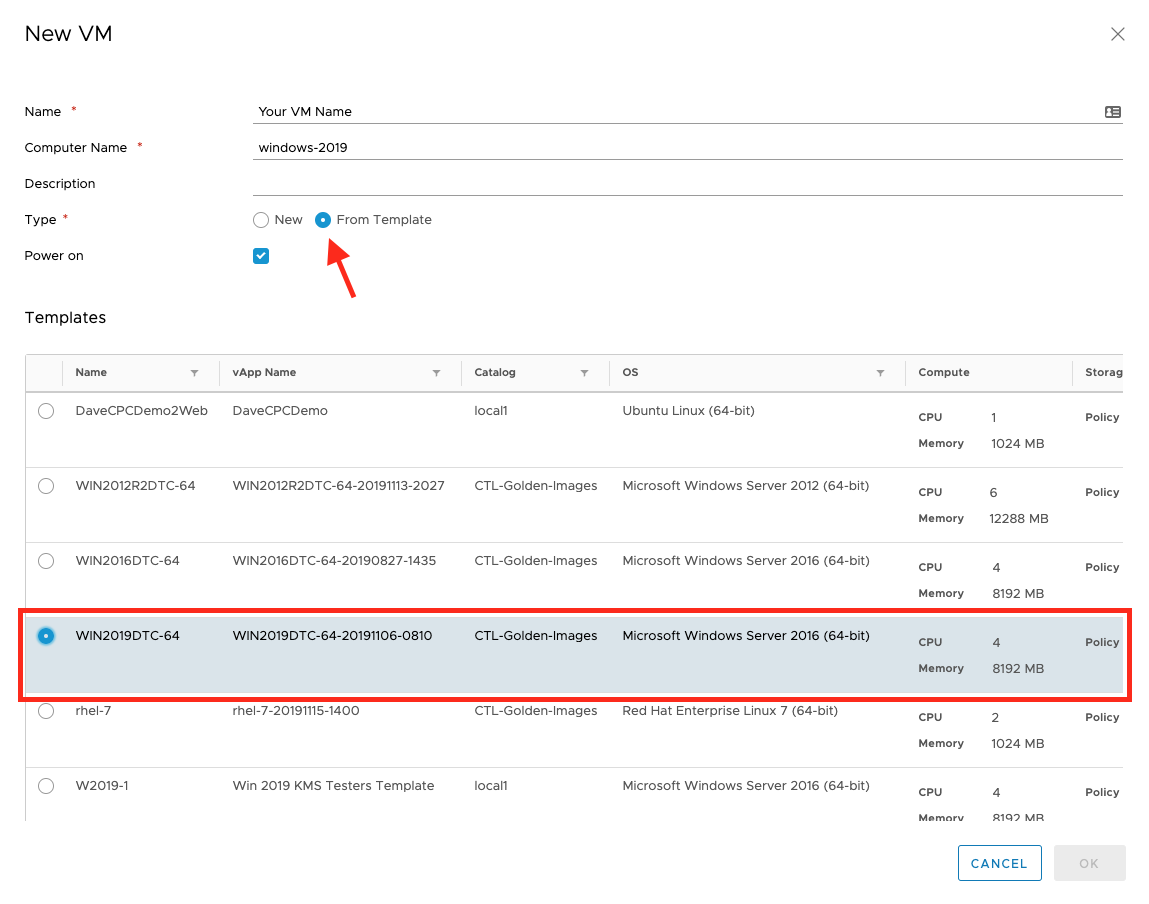 New VM
Name *
Your VM Name
Computer Name *
windows-2019
Description
Type *
New
From Template
Power on
Templates
Name vApp Name Catalog OS Compute Storag
DaveCPCDemo2Web DaveCPCDemo local1 Ubuntu Linux (64-bit) CPU 1 Policy
Memory 1024 MB
WIN2012R2DTC-64 WIN2012R2DTC-64-20191113-2027 CTL-Golden-Images Microsoft Windows Server 2012 (64-bit) CPU 6 Policy
Memory 12288 MB
WIN2016DTC-64 WIN2016DTC-64-20190827-1435 CTL-Golden-Images Microsoft Windows Server 2016 (64-bit) CPU 4 Policy
Memory 8192 MB
WIN2019DTC-64 WIN2019DTC-64-20191106-0810 CTL-Golden-Images Microsoft Windows Server 2016 (64-bit) CPU 4 Policy
Memory 8192 MB
rhel-7 rhel-7-20191115-1400 CTL-Golden-Images Red Hat Enterprise Linux 7 (64-bit) CPU 2 Policy
Memory 1024 MB
W2019-1 Win 2019 KMS Testers Template local1 Microsoft Windows Server 2016 (64-bit) CPU 4 Policy
Memory 8192 MB
CANCEL OK